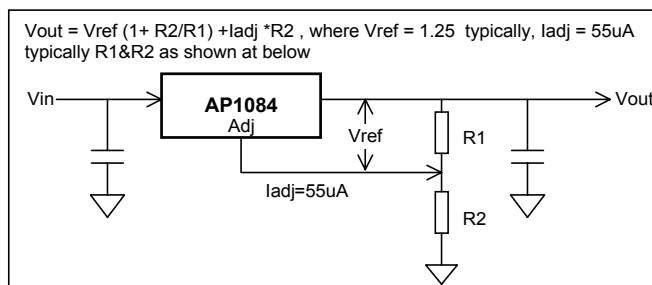 Vout = Vref (1+ R2/R1) +Iadj *R2 , where Vref = 1.25  typically, Iadj = 55uA
typically R1&R2 as shown at below
Vin
AP1084
Adj
Vout
Vref
R1
Iadj=55uA
R2